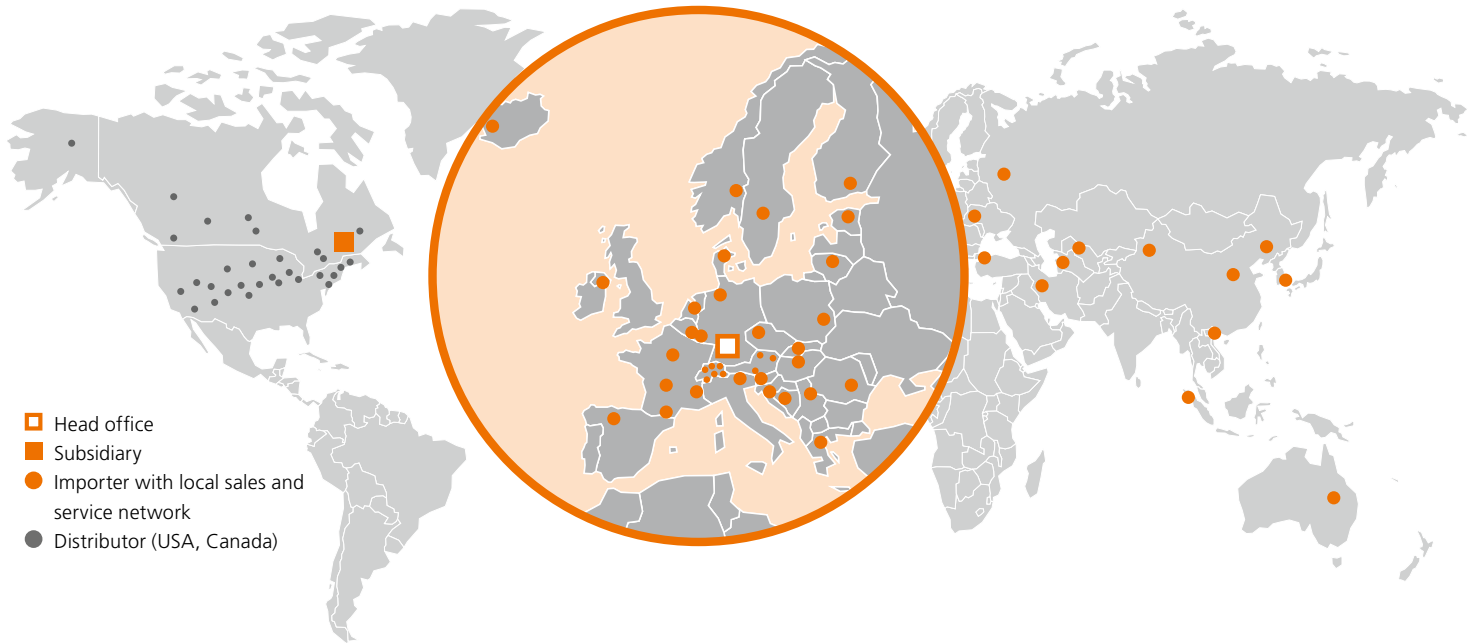 Head office
Subsidiary
Importer with local sales and
service network
Distributor (USA, Canada)